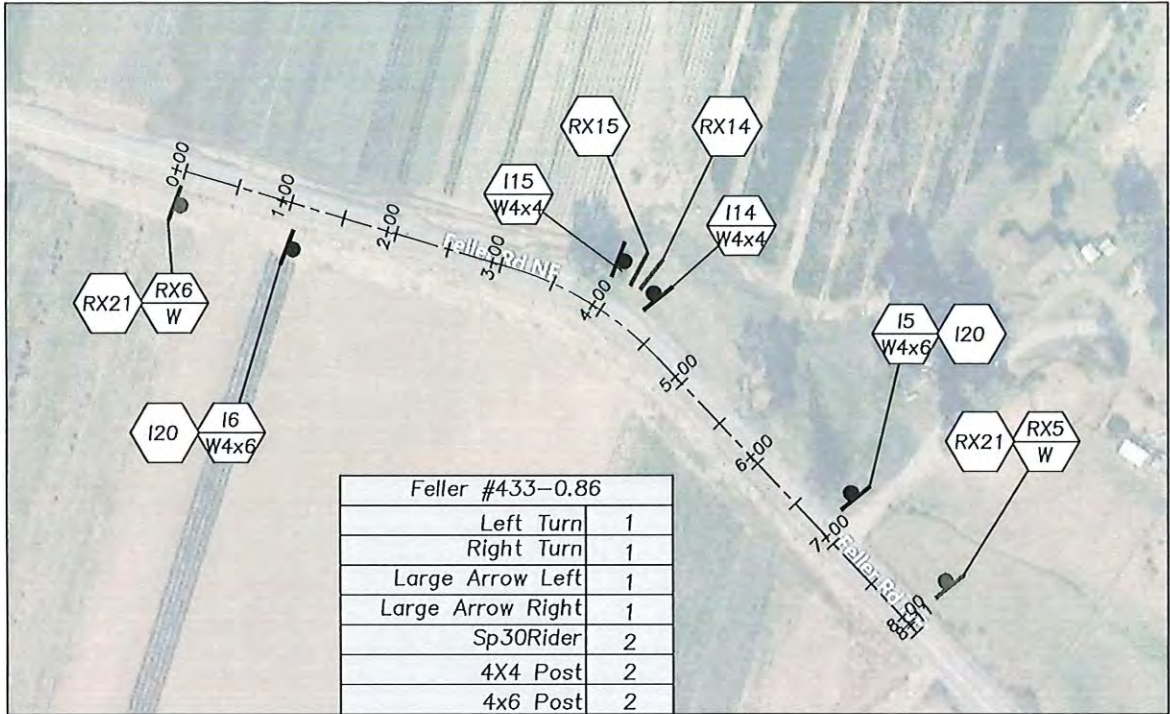 RX15
RX14
I15
W4x4
I14
W4x4
0+00
1+00
2+00
Feller Rd NE
3+00
4+00
RX21
RX6
W
I5
W4x6
I20
5+00
I20
I6
W4x6
RX21
RX5
W
6+00
7+00
Feller Rd
8+00
8+11
Feller #433-0.86
Left Turn 1
Right Turn 1
Large Arrow Left 1
Large Arrow Right 1
Sp30Rider 2
4X4 Post 2
4x6 Post 2